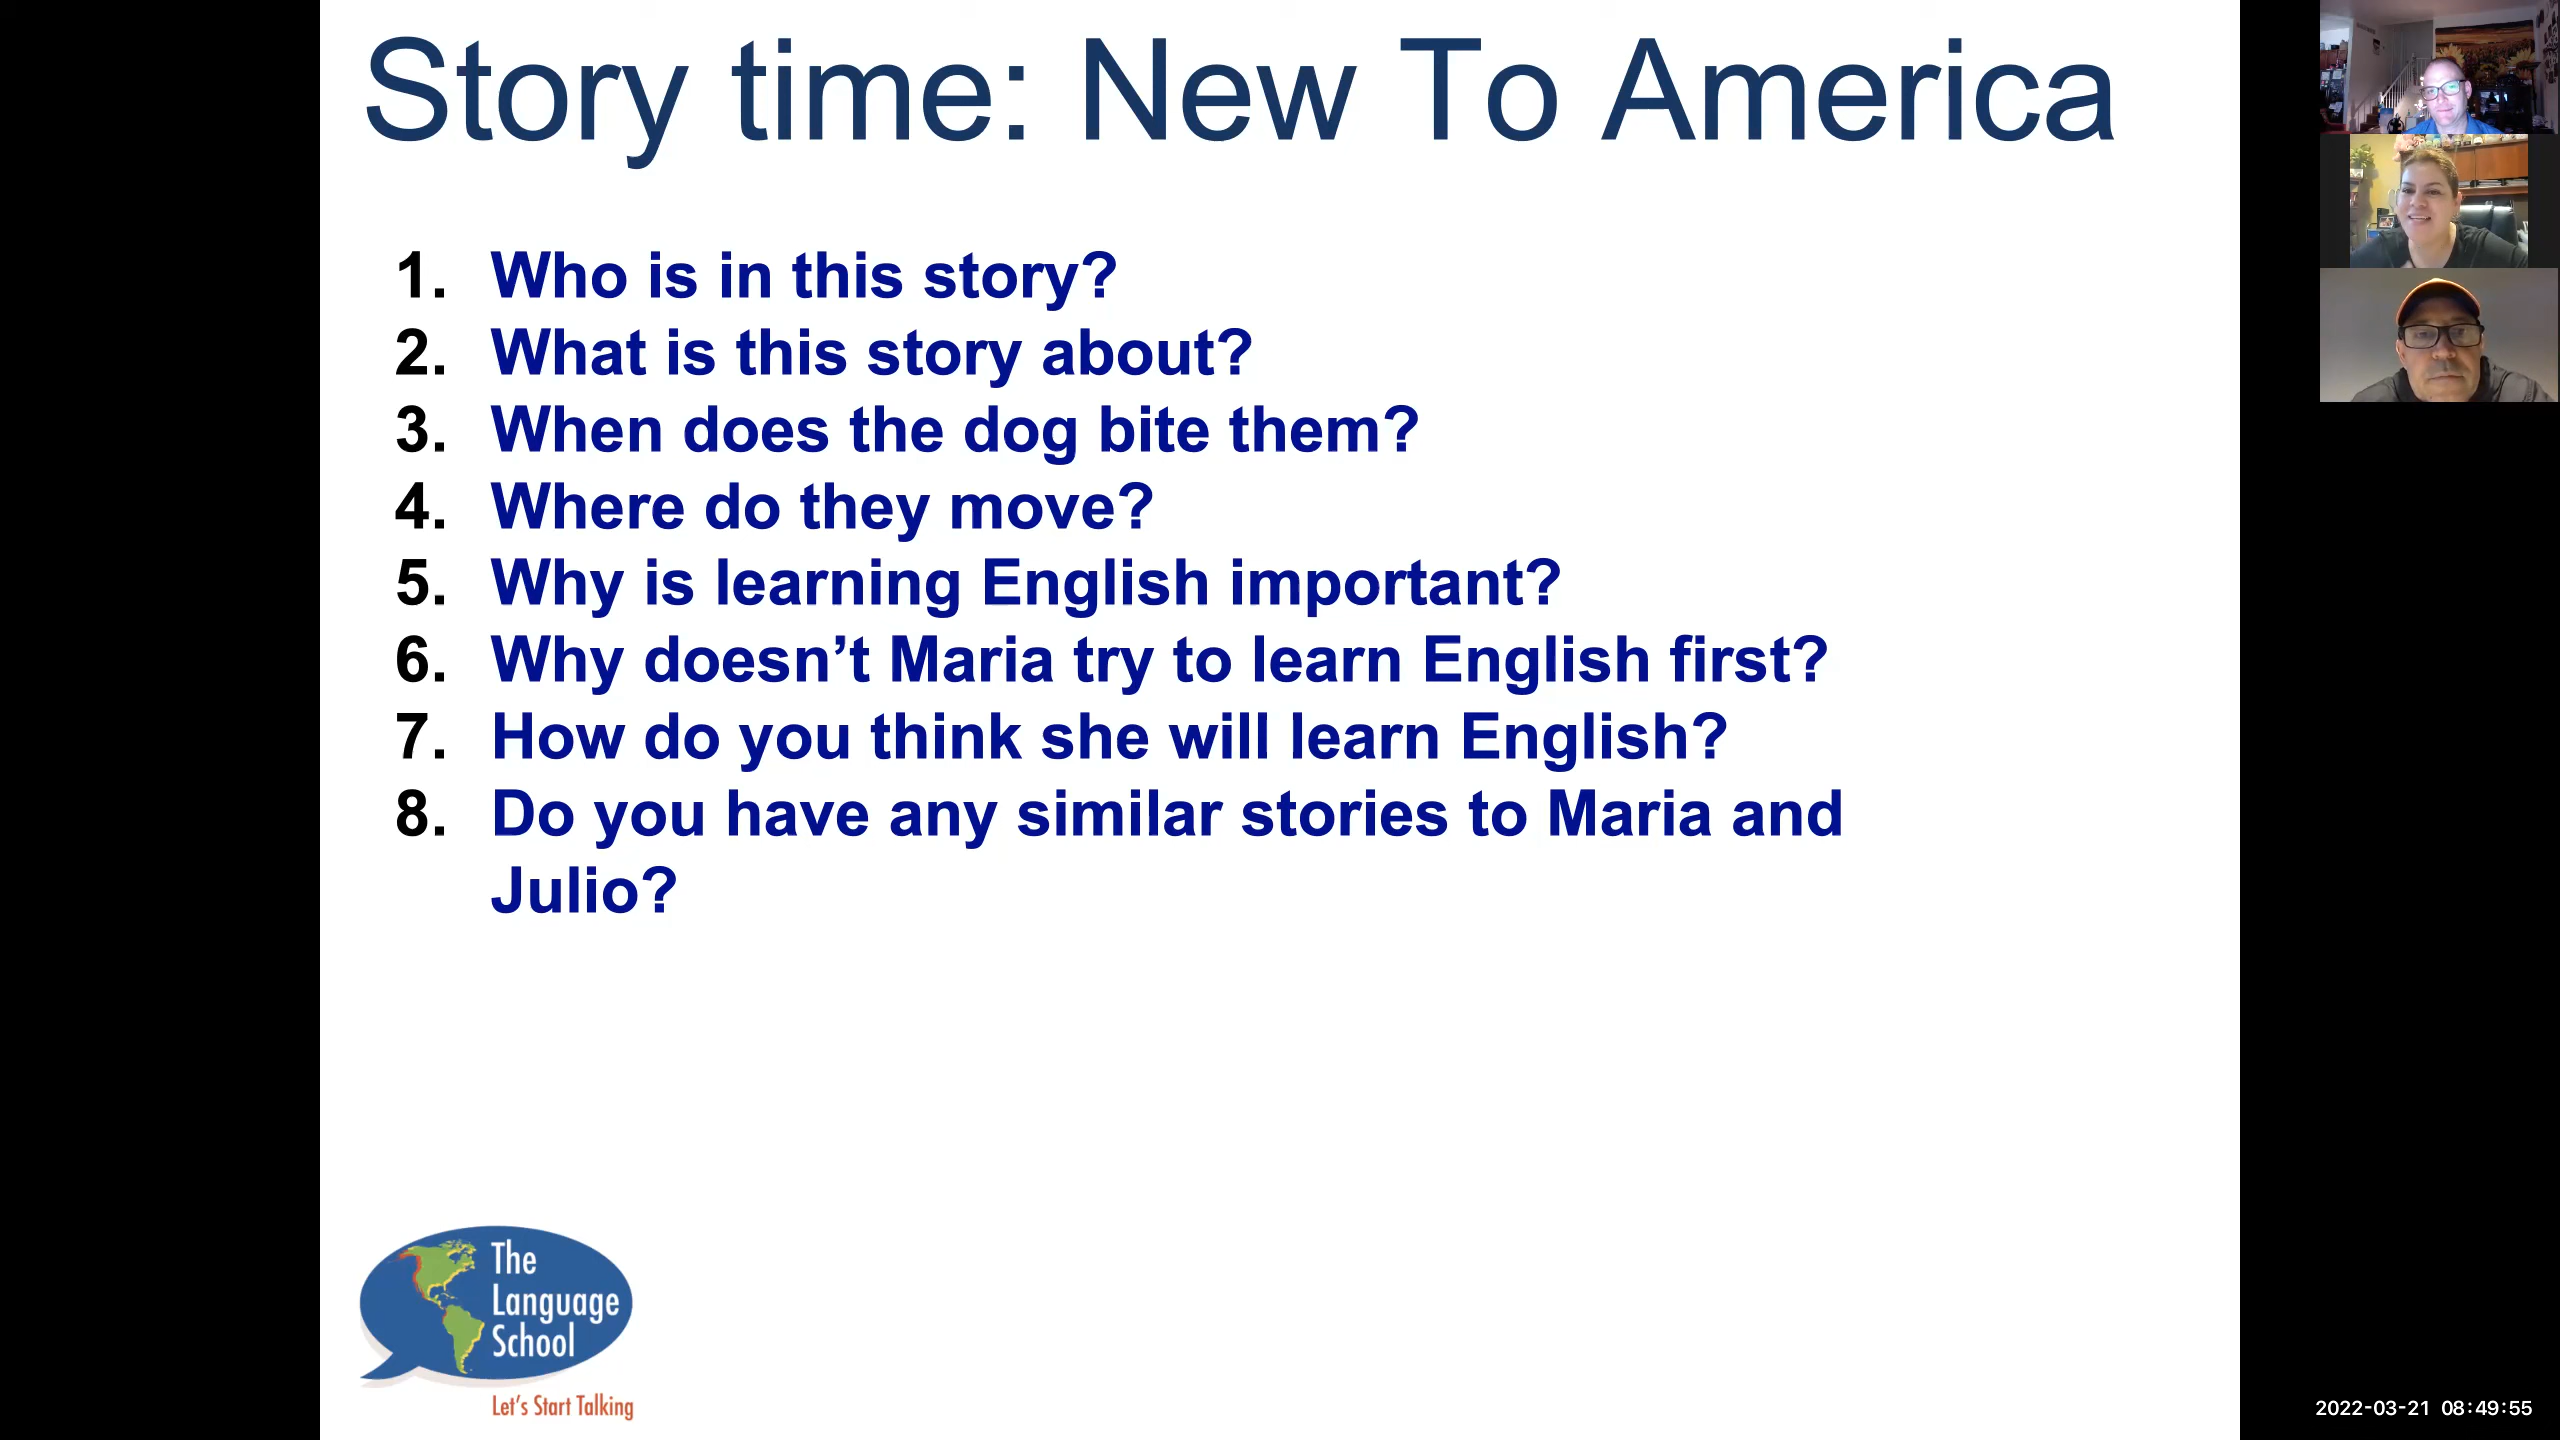 Story time: New To America
1. Who is in this story?
2. What is this story about?
3. When does the dog bite them?
4. Where do they move?
5. Why is learning English important?
6. Why doesn’t Maria try to learn English first?
7. How do you think she will learn English?
8. Do you have any similar stories to Maria and
Julio?
The
Language
School
Let's Start Talking
2022-03-21 08:49:55